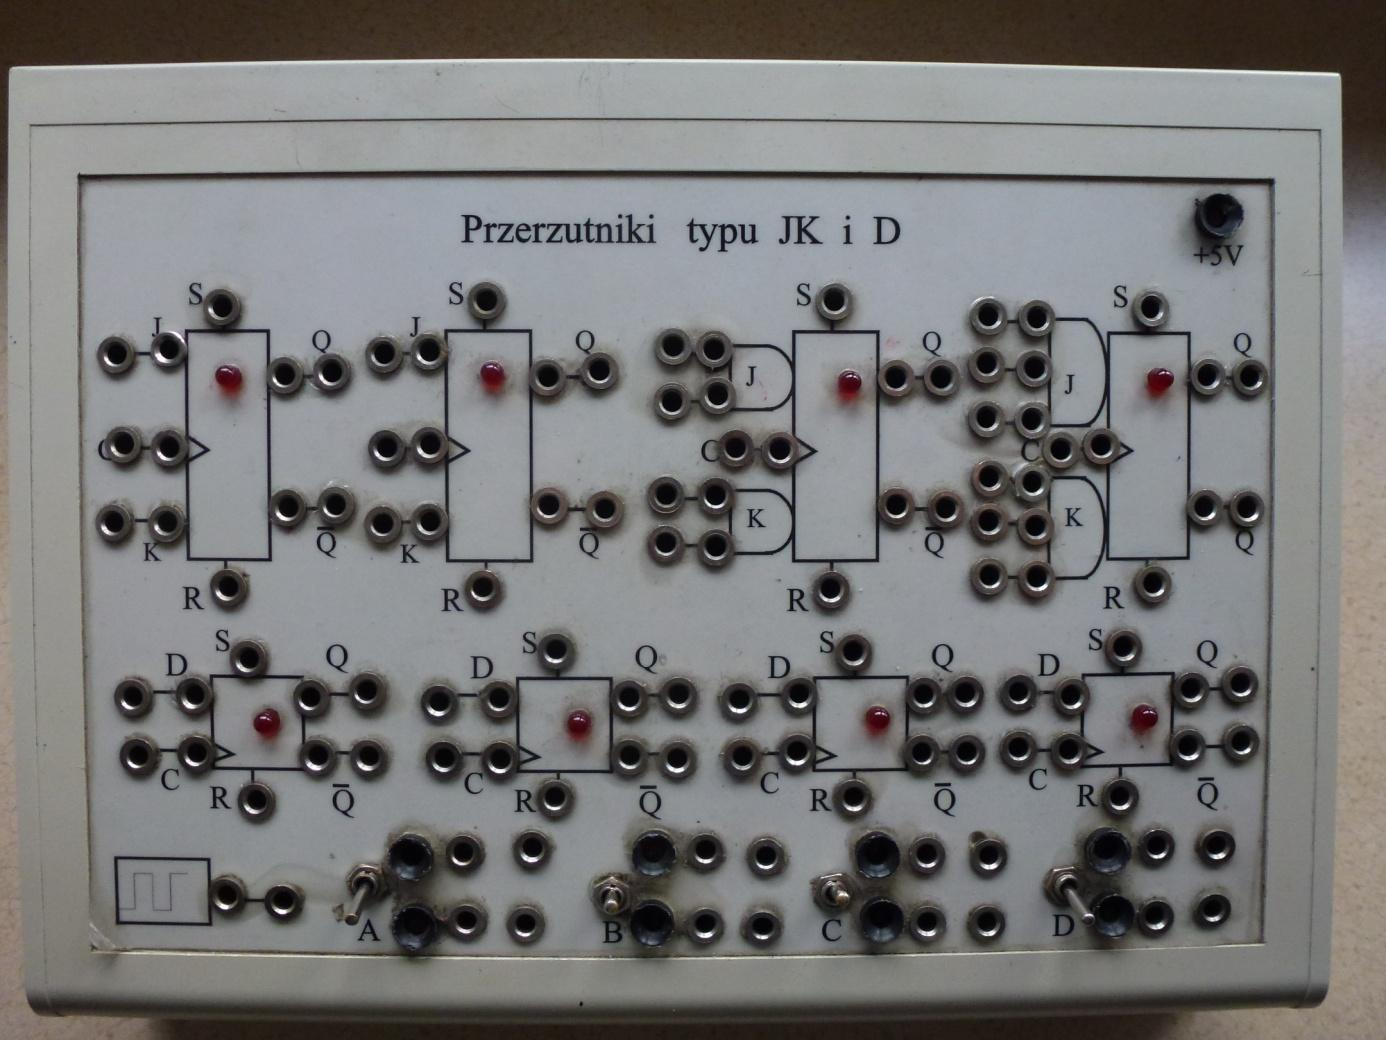 Przerzutniki typu JK i D
+5V
S S S S
J Q J Q Q Q
J J
C C C
K K
K Q̅ K Q̅ Q̅ Q̅
R R R R
S S S S
D Q D Q D Q D Q
C C C C
R Q̅ R Q̅ R Q̅ R Q̅
A B C D